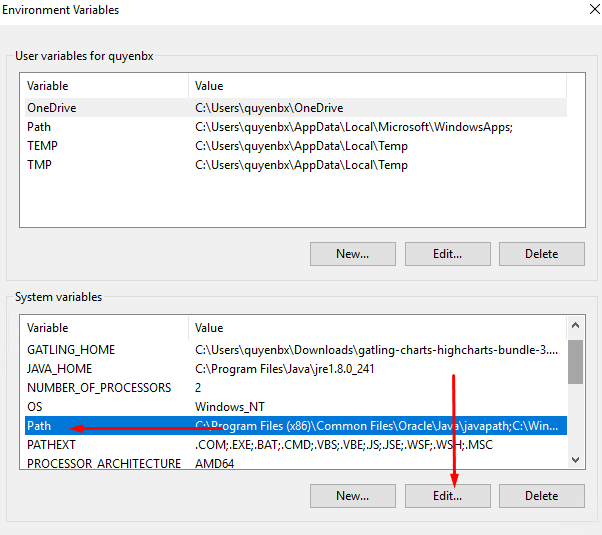 Environment Variables
User variables for quyenbx
Variable Value
OneDrive C:\Users\quyenbx\OneDrive
Path C:\Users\quyenbx\AppData\Local\Microsoft\WindowsApps;
TEMP C:\Users\quyenbx\AppData\Local\Temp
TMP C:\Users\quyenbx\AppData\Local\Temp
New... Edit... Delete
System variables
Variable Value
GATLING_HOME C:\Users\quyenbx\Downloads\gatling-charts-highcharts-bundle-3....
JAVA_HOME C:\Program Files\Java\jre1.8.0_241
NUMBER_OF_PROCESSORS 2
OS Windows_NT
Path C:\Program Files (x86)\Common Files\Oracle\Java\javapath;C:\Win...
PATHEXT .COM;.EXE;.BAT;.CMD;.VBS;.VBE;.JS;.JSE;.WSF;.WSH;.MSC
PROCESSOR_ARCHITECTURE AMD64
New... Edit... Delete